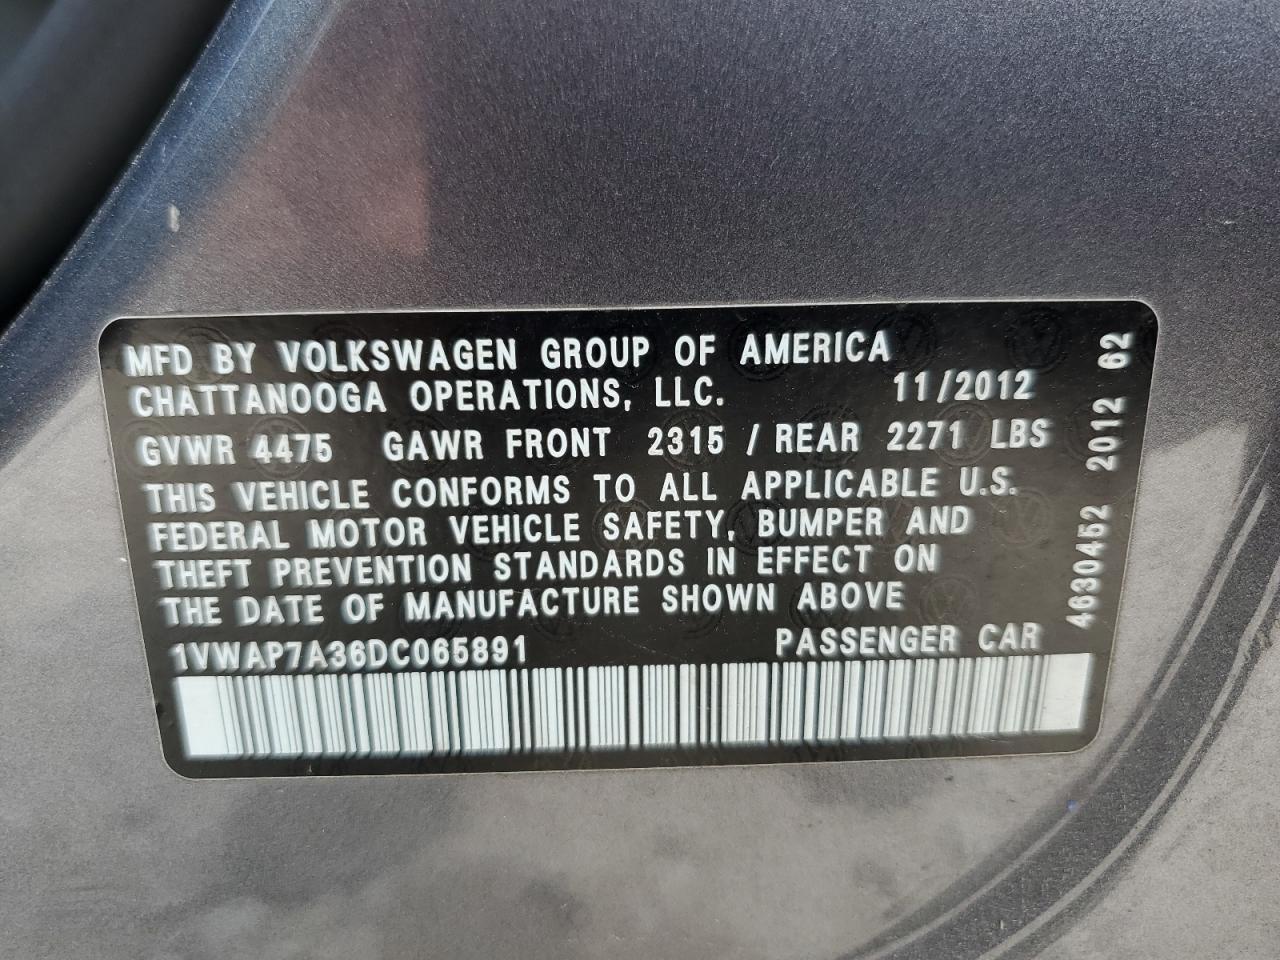 MFD BY VOLKSWAGEN GROUP OF AMERICA
CHATTANOOGA OPERATIONS, LLC. 11/2012
GVWR 4475 GAWR FRONT 2315 / REAR 2271 LBS
THIS VEHICLE CONFORMS TO ALL APPLICABLE U.S.
FEDERAL MOTOR VEHICLE SAFETY, BUMPER AND
THEFT PREVENTION STANDARDS IN EFFECT ON
THE DATE OF MANUFACTURE SHOWN ABOVE
1VWAP7A36DC065891 PASSENGER CAR
4630452 2012 62